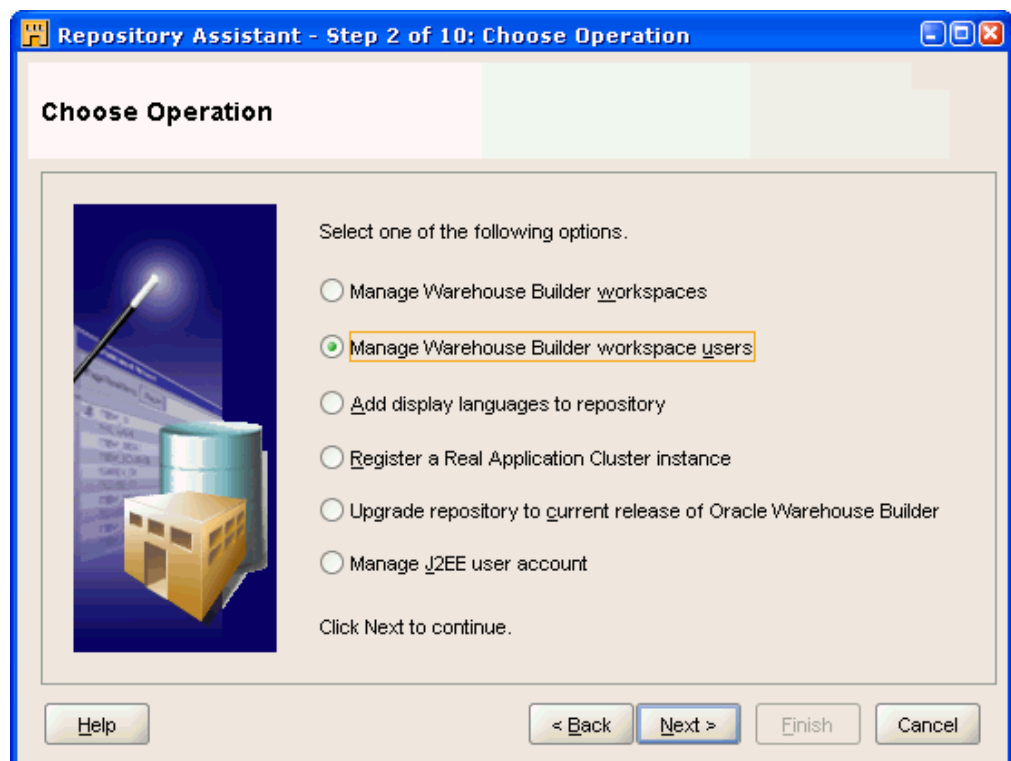 Repository Assistant - Step 2 of 10: Choose Operation
Choose Operation
Select one of the following options.
Manage Warehouse Builder workspaces
Manage Warehouse Builder workspace users
Add display languages to repository
Register a Real Application Cluster instance
Upgrade repository to current release of Oracle Warehouse Builder
Manage J2EE user account
Click Next to continue.
Help
< Back
Next >
Finish
Cancel